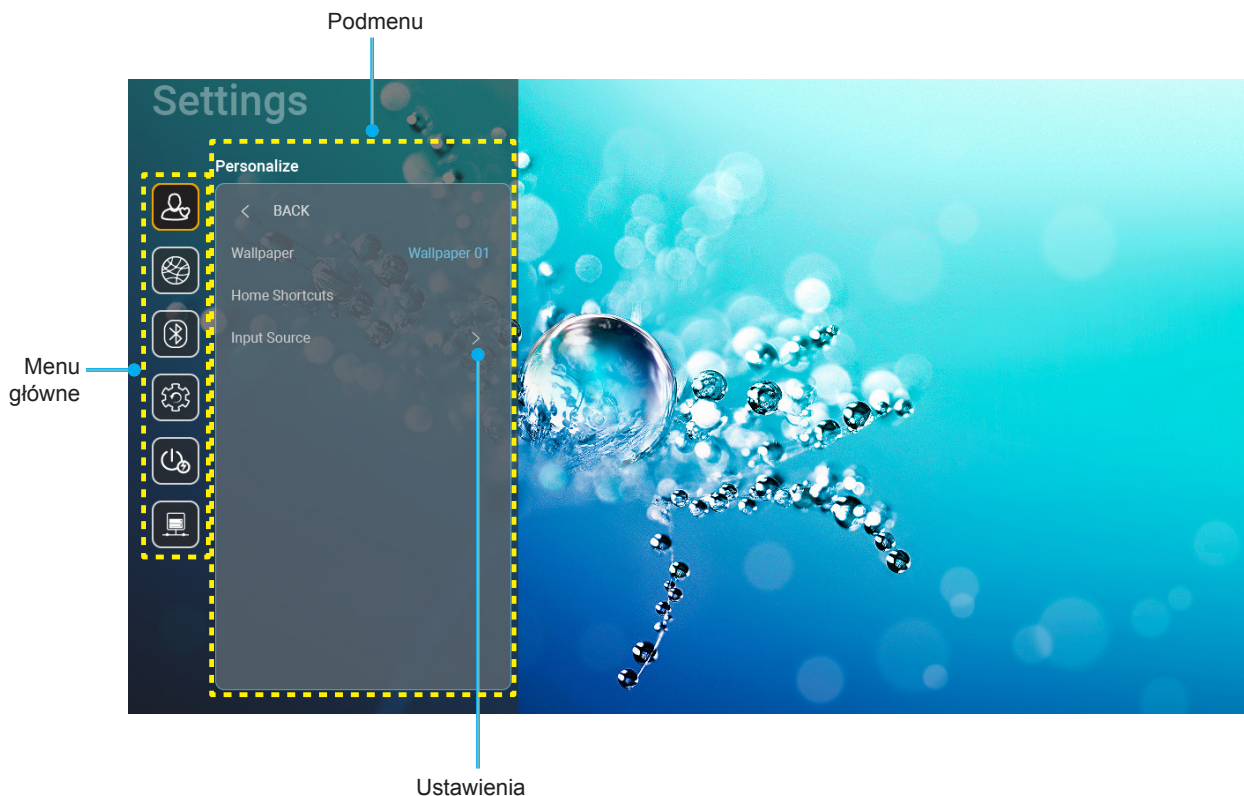 Podmenu
Settings
Personalize
BACK
Wallpaper Wallpaper 01
Home Shortcuts
Input Source
Menu
główne
Ustawienia